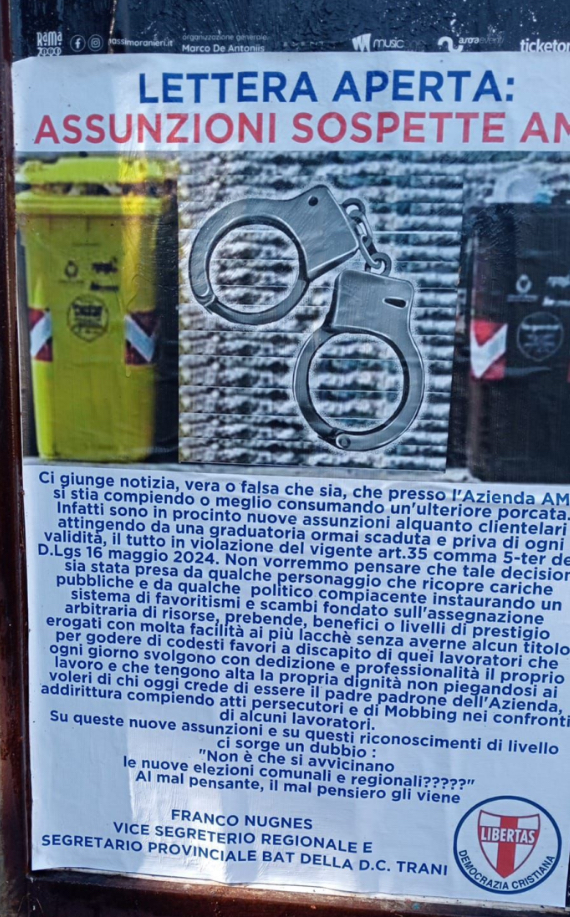 Rama 2000
rassimoranieri.it
organizzazione generale
Marco De Antoniis
music
ticketon
LETTERA APERTA:
ASSUNZIONI SOSPETTE AM
Ci giunge notizia, vera o falsa che sia, che presso l'Azienda AM
si stia compiendo o meglio consumando un'ulteriore porcata.
Infatti sono in procinto nuove assunzioni alquanto clientelari
attingendo da una graduatoria ormai scaduta e priva di ogni
validità, il tutto in violazione del vigente art.35 comma 5-ter de
D.Lgs 16 maggio 2024. Non vorremmo pensare che tale decision
sia stata presa da qualche personaggio che ricopre cariche
pubbliche e da qualche politico compiacente instaurando un
sistema di favoritismi e scambi fondato sull'assegnazione
arbitraria di risorse, prebende, benefici o livelli di prestigio
erogati con molta facilità ai più lacchè senza averne alcun titolo
per godere di codesti favori a discapito di quei lavoratori che
ogni giorno svolgono con dedizione e professionalità il proprio
lavoro e che tengono alta la propria dignità non piegandosi ai
voleri di chi oggi crede di essere il padre padrone dell'Azienda,
addirittura compiendo atti persecutori e di Mobbing nei confronti
di alcuni lavoratori.
Su queste nuove assunzioni e su questi riconoscimenti di livello
ci sorge un dubbio :
"Non è che si avvicinano
le nuove elezioni comunali e regionali?????"
Al mal pensante, il mal pensiero gli viene
FRANCO NUGNES
VICE SEGRETERIO REGIONALE E
SEGRETARIO PROVINCIALE BAT DELLA D.C. TRANI
LIBERTAS
DEMOCRAZIA CRISTIANA